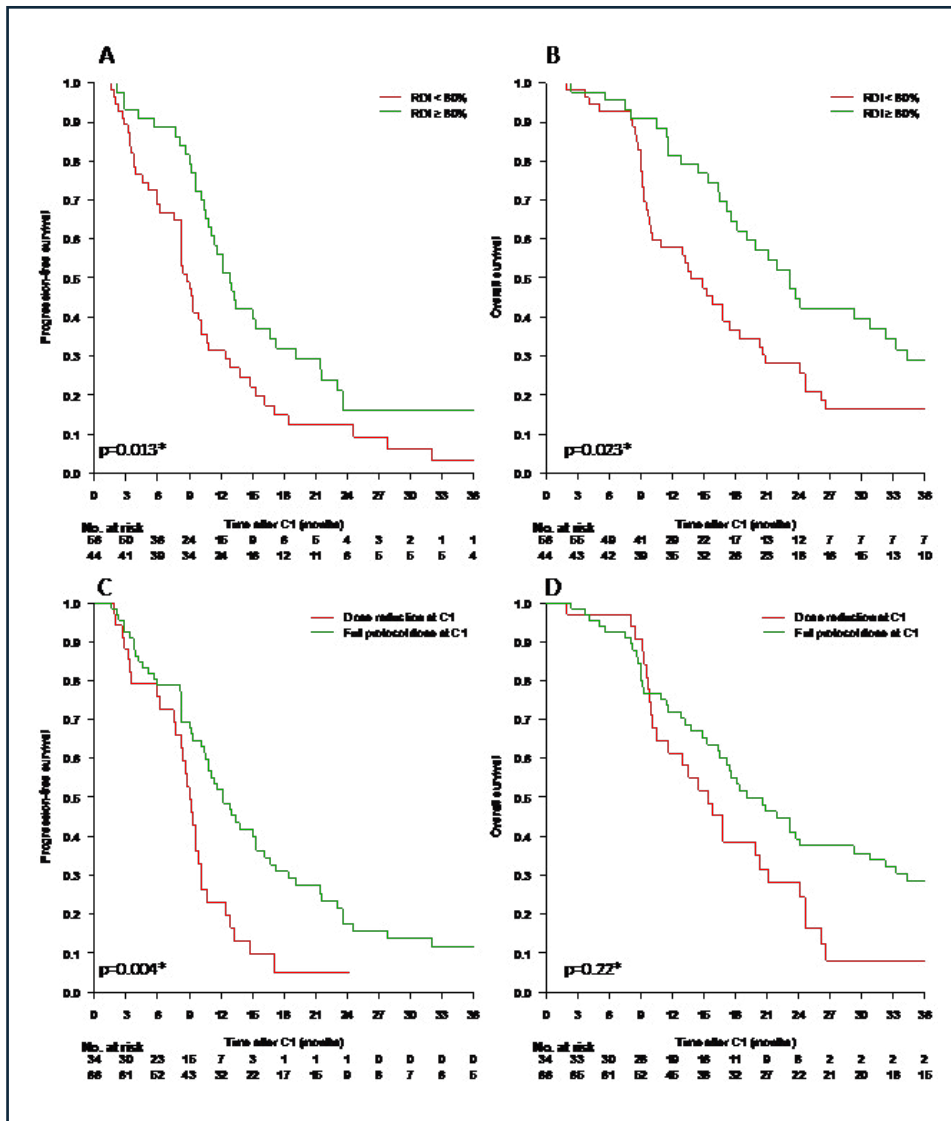 A
B
1.0
0.9
0.8
0.7
0.6
0.5
0.4
0.3
0.2
0.1
0.0
Progression-free survival
RDI < 80%
RDI ≥ 80%
p=0.013*
0 3 6 9 12 15 18 21 24 27 30 33 36
Time after C1 (months)
No. at risk
56 50 36 24 15 9 6 5 4 3 2 1 1
44 41 39 34 24 16 12 11 6 5 5 5 4
1.0
0.9
0.8
0.7
0.6
0.5
0.4
0.3
0.2
0.1
0.0
Overall survival
RDI < 80%
RDI ≥ 80%
p=0.023*
0 3 6 9 12 15 18 21 24 27 30 33 36
Time after C1 (months)
No. at risk
56 55 49 41 29 22 17 13 12 7 7 7 7
44 43 42 39 35 32 26 23 16 16 15 13 10
C
D
1.0
0.9
0.8
0.7
0.6
0.5
0.4
0.3
0.2
0.1
0.0
Progression-free survival
Dose reduction at C1
Full protocol dose at C1
p=0.004*
0 3 6 9 12 15 18 21 24 27 30 33 36
Time after C1 (months)
No. at risk
34 30 23 15 7 3 1 1 1 0 0 0 0
66 61 52 43 32 22 17 15 9 8 7 6 5
1.0
0.9
0.8
0.7
0.6
0.5
0.4
0.3
0.2
0.1
0.0
Overall survival
Dose reduction at C1
Full protocol dose at C1
p=0.22*
0 3 6 9 12 15 18 21 24 27 30 33 36
Time after C1 (months)
No. at risk
34 33 30 28 19 16 11 9 6 2 2 2 2
66 65 61 52 45 38 32 27 22 21 20 18 15